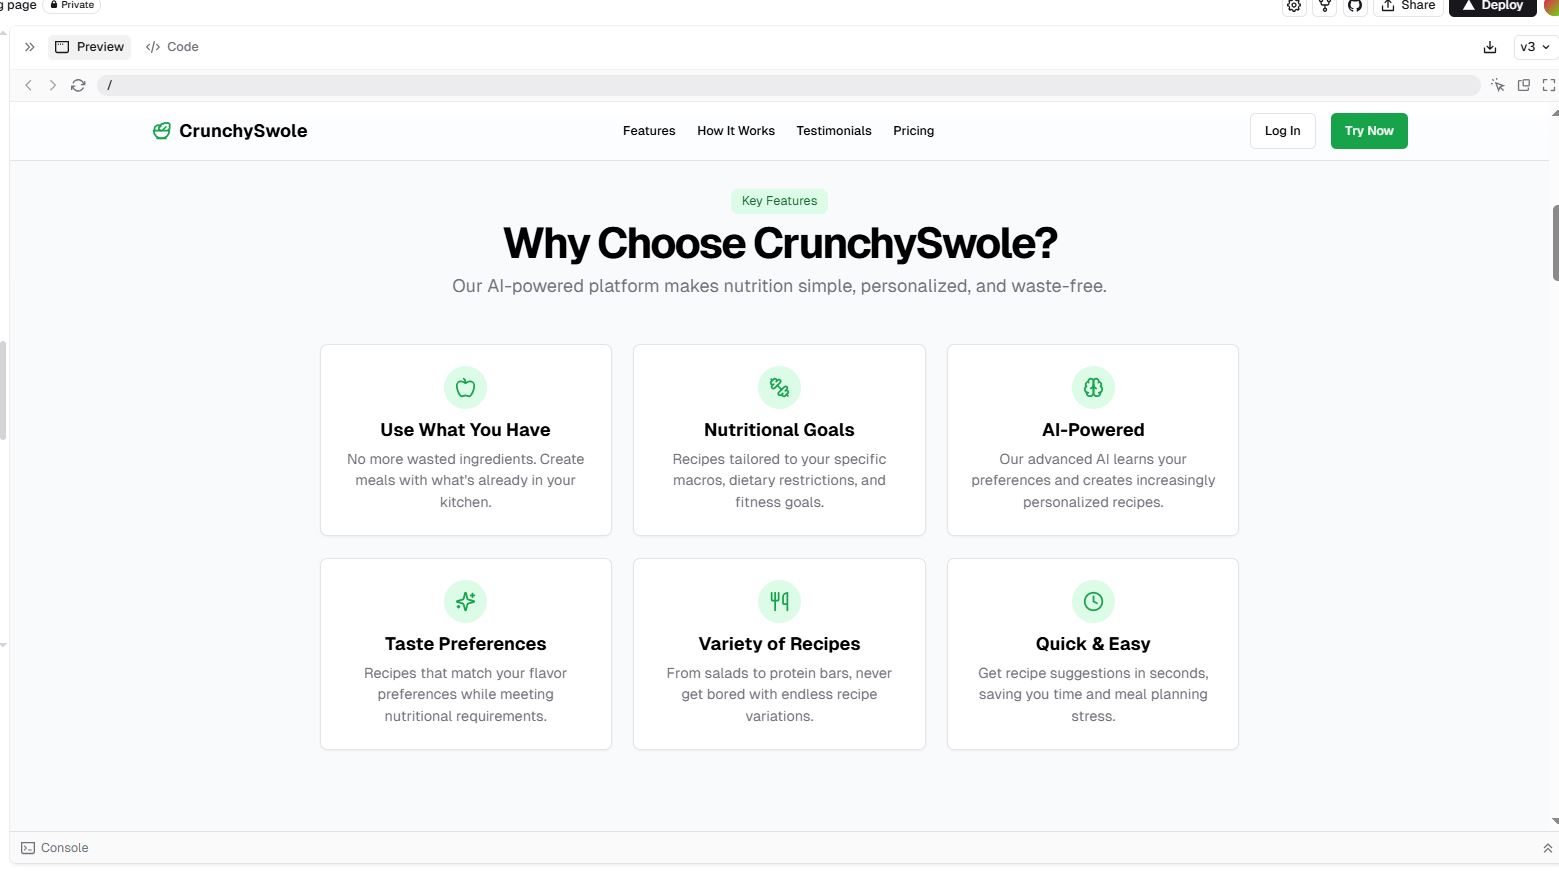 g page Private
Share Deploy
Preview Code v3
/
CrunchySwole Features How It Works Testimonials Pricing Log In Try Now
Key Features
Why Choose CrunchySwole?
Our AI-powered platform makes nutrition simple, personalized, and waste-free.
Use What You Have
No more wasted ingredients. Create
meals with what's already in your
kitchen.
Nutritional Goals
Recipes tailored to your specific
macros, dietary restrictions, and
fitness goals.
AI-Powered
Our advanced AI learns your
preferences and creates increasingly
personalized recipes.
Taste Preferences
Recipes that match your flavor
preferences while meeting
nutritional requirements.
Variety of Recipes
From salads to protein bars, never
get bored with endless recipe
variations.
Quick & Easy
Get recipe suggestions in seconds,
saving you time and meal planning
stress.
Console